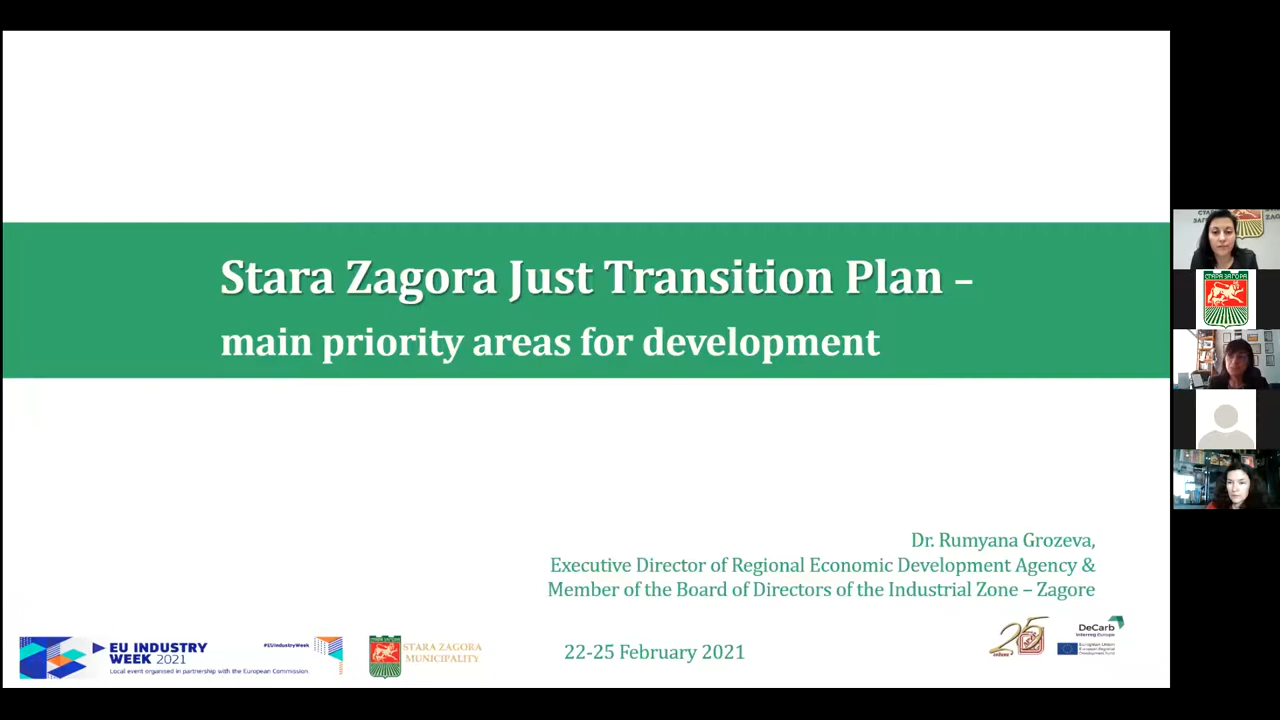 Stara Zagora Just Transition Plan –
main priority areas for development
Dr. Rumyana Grozeva,
Executive Director of Regional Economic Development Agency &
Member of the Board of Directors of the Industrial Zone – Zagore
EU INDUSTRY
WEEK 2021
Local event organised in partnership with the European Commission
#EUIndustryWeek
STARA ZAGORA
MUNICIPALITY
22-25 February 2021
25
DeCarb
Interreg Europe
European Union
European Regional
Development Fund
СТАРА ЗАГОРА